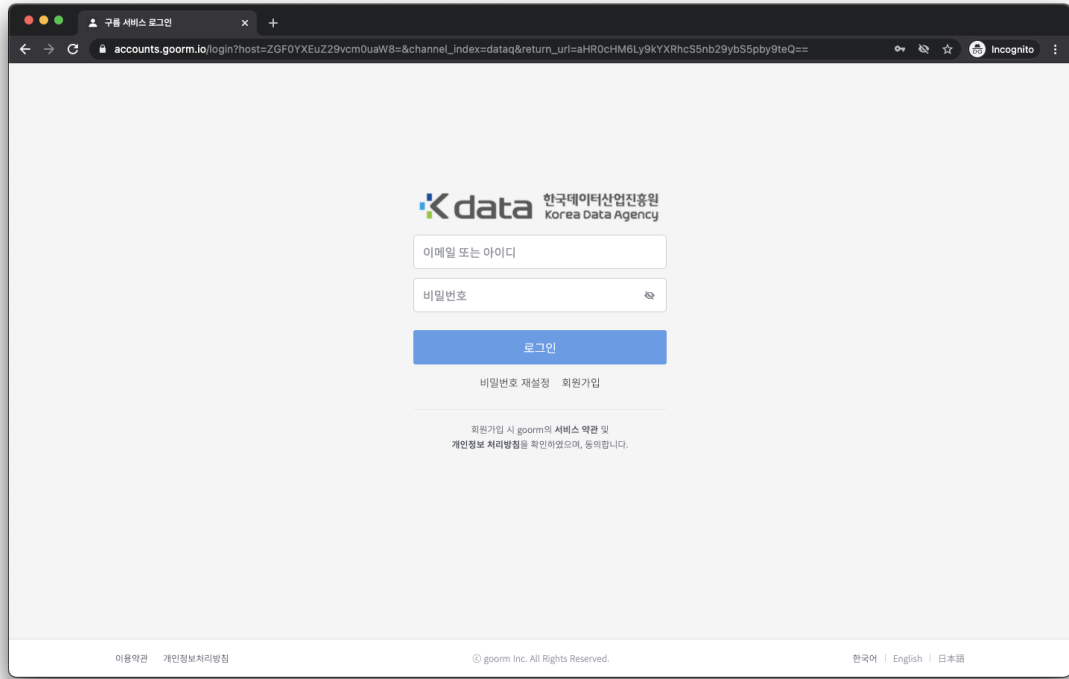 구름 서비스 로그인
accounts.goorm.io/login?host=ZGF0YXEuZ29vcm0uaW8=&channel_index=dataq&return_url=aHR0cHM6Ly9kYXRhcS5nb29ybS5pby9teQ==
Incognito
K data 한국데이터산업진흥원
Korea Data Agency
이메일 또는 아이디
비밀번호
로그인
비밀번호 재설정 회원가입
회원가입 시 goorm의 서비스 약관 및
개인정보 처리방침을 확인하였으며, 동의합니다.
이용약관 개인정보처리방침 ⓒ goorm Inc. All Rights Reserved. 한국어 English 日本語